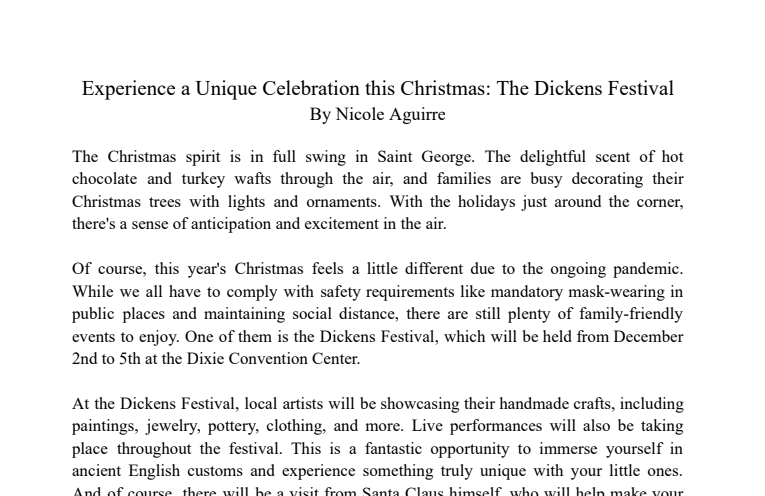 Experience a Unique Celebration this Christmas: The Dickens Festival
By Nicole Aguirre
The Christmas spirit is in full swing in Saint George. The delightful scent of hot
chocolate and turkey wafts through the air, and families are busy decorating their
Christmas trees with lights and ornaments. With the holidays just around the corner,
there's a sense of anticipation and excitement in the air.
Of course, this year's Christmas feels a little different due to the ongoing pandemic.
While we all have to comply with safety requirements like mandatory mask-wearing in
public places and maintaining social distance, there are still plenty of family-friendly
events to enjoy. One of them is the Dickens Festival, which will be held from December
2nd to 5th at the Dixie Convention Center.
At the Dickens Festival, local artists will be showcasing their handmade crafts, including
paintings, jewelry, pottery, clothing, and more. Live performances will also be taking
place throughout the festival. This is a fantastic opportunity to immerse yourself in
ancient English customs and experience something truly unique with your little ones.
And of course, there will be a visit from Santa Claus himself, who will help make your